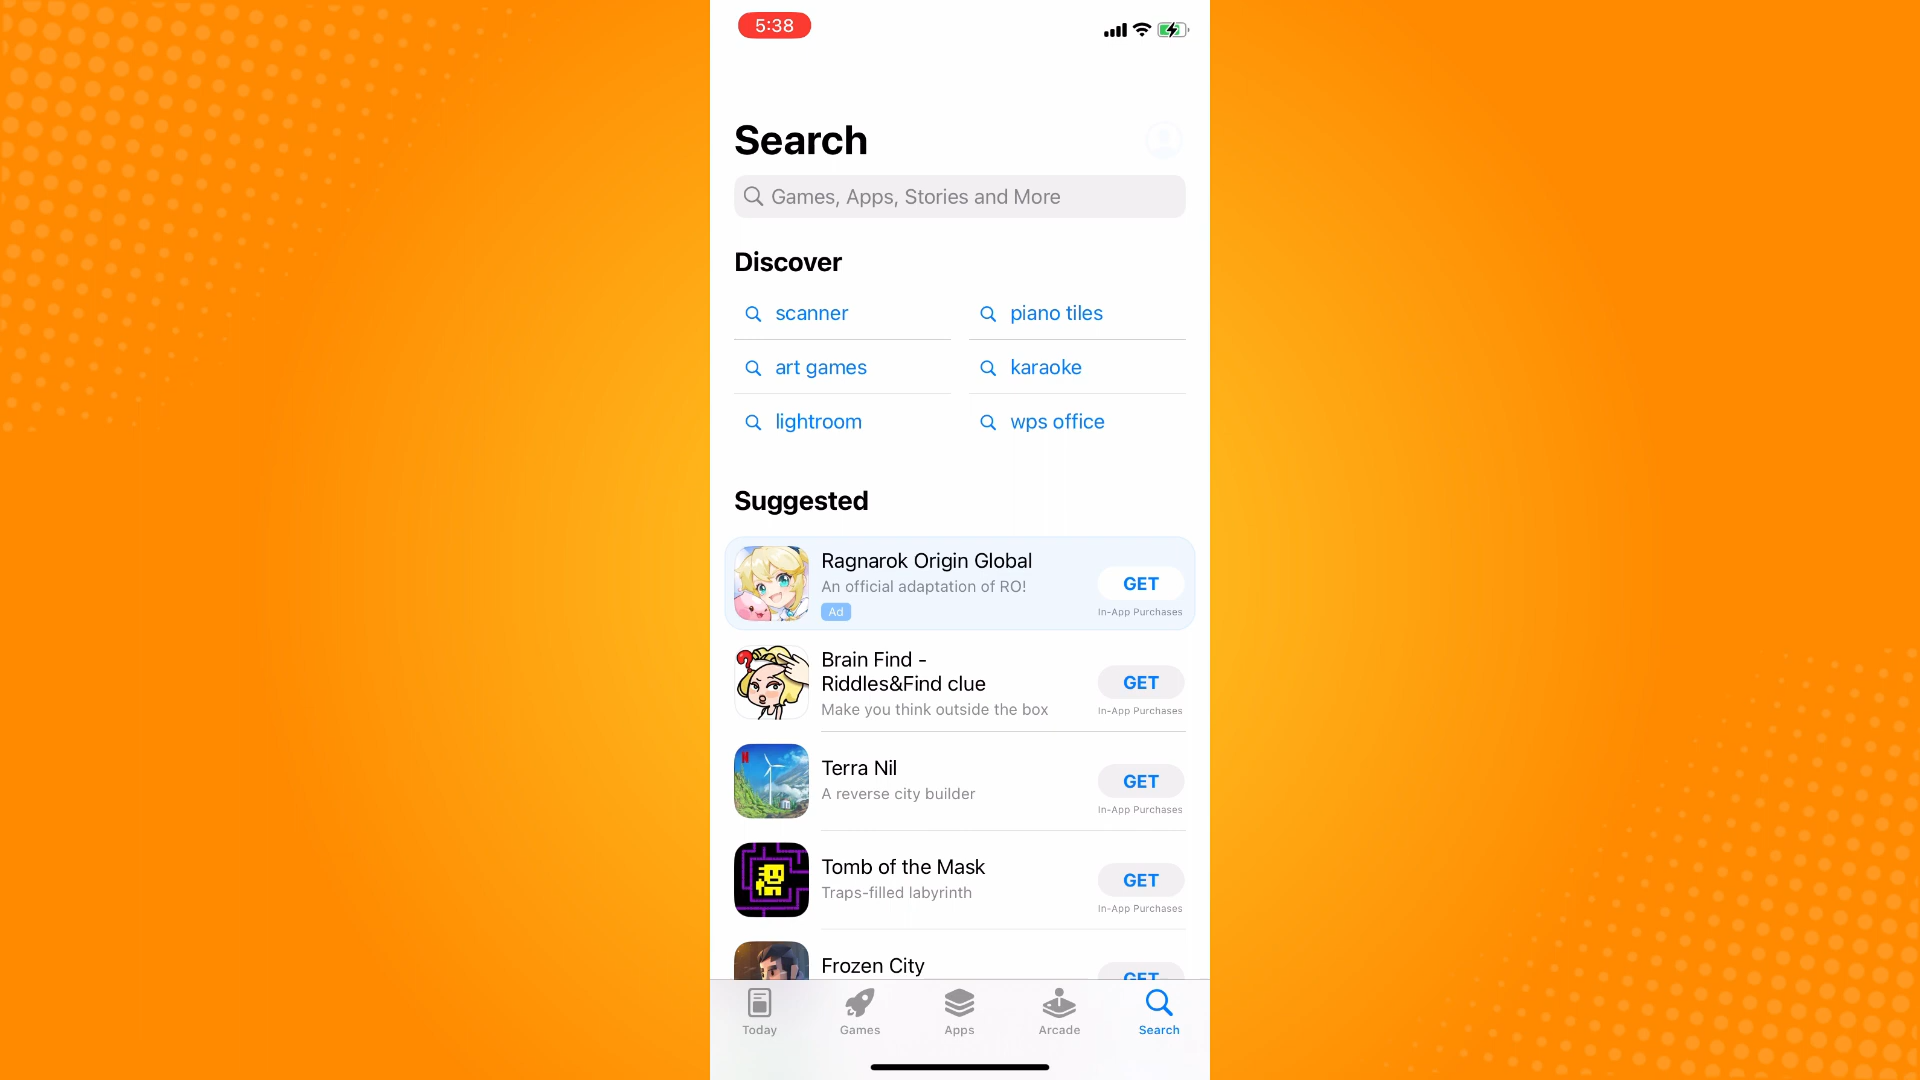 5:38
Search
Games, Apps, Stories and More
Discover
scanner
piano tiles
art games
karaoke
lightroom
wps office
Suggested
Ragnarok Origin Global
An official adaptation of RO!
Ad
GET
In-App Purchases
Brain Find -
Riddles&Find clue
Make you think outside the box
GET
In-App Purchases
Terra Nil
A reverse city builder
GET
In-App Purchases
Tomb of the Mask
Traps-filled labyrinth
GET
In-App Purchases
Frozen City
GET
Today
Games
Apps
Arcade
Search